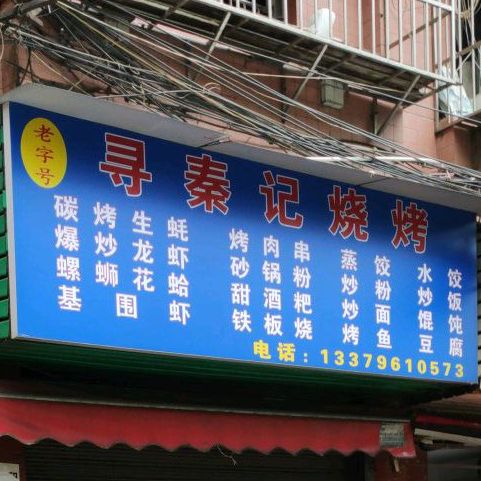 老字号
寻秦记烧烤
碳烤生蚝 烤肉串 蒸饺 水饺
爆炒龙虾 砂锅粉 炒粉 炒饭
螺蛳花蛤 甜酒粑 炒面 馄饨
基围虾 铁板烧 烤鱼 豆腐
电话：13379610573